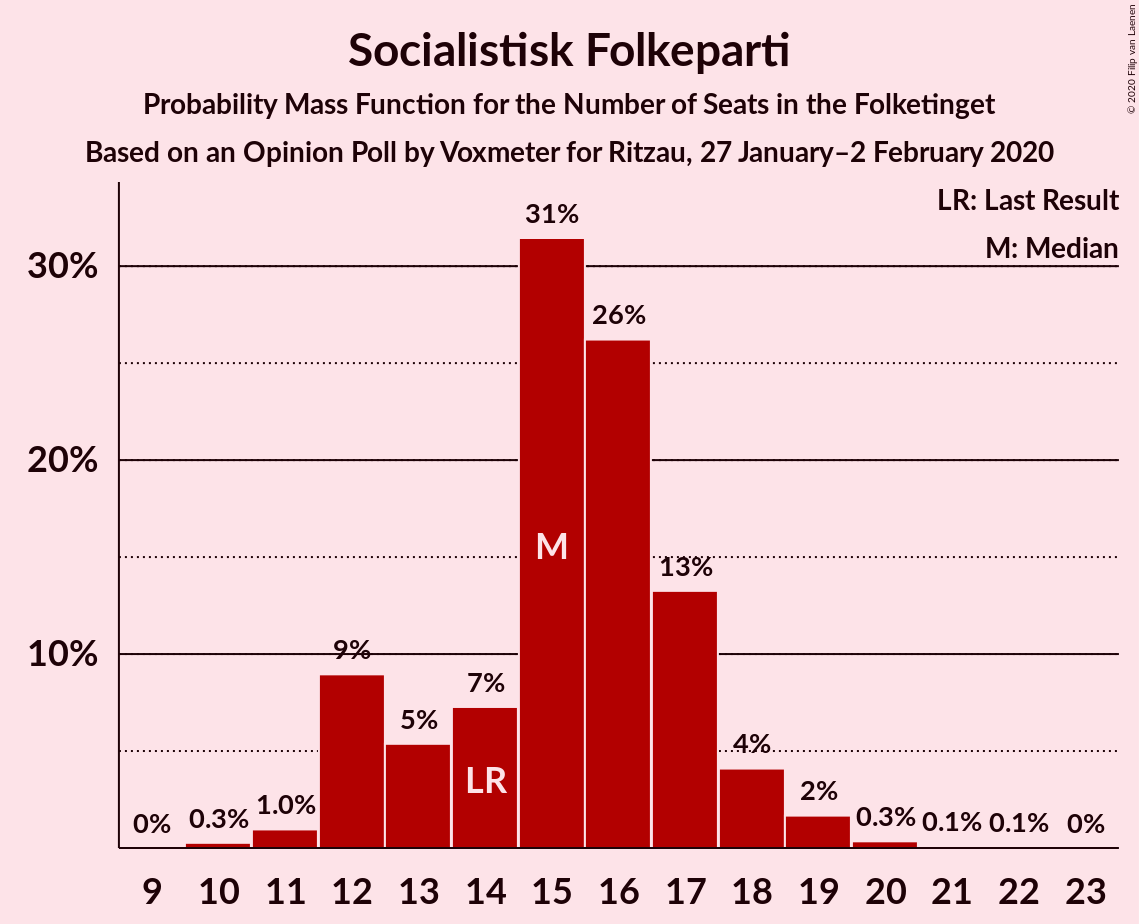 Socialistisk Folkeparti
Probability Mass Function for the Number of Seats in the Folketinget
Based on an Opinion Poll by Voxmeter for Ritzau, 27 January–2 February 2020
© 2020 Filip van Laenen
LR: Last Result
M: Median
30%
20%
10%
0%
0.3%
1.0%
9%
5%
7%
31%
26%
13%
4%
2%
0.3%
0.1%
0.1%
0%
LR
M
9 10 11 12 13 14 15 16 17 18 19 20 21 22 23